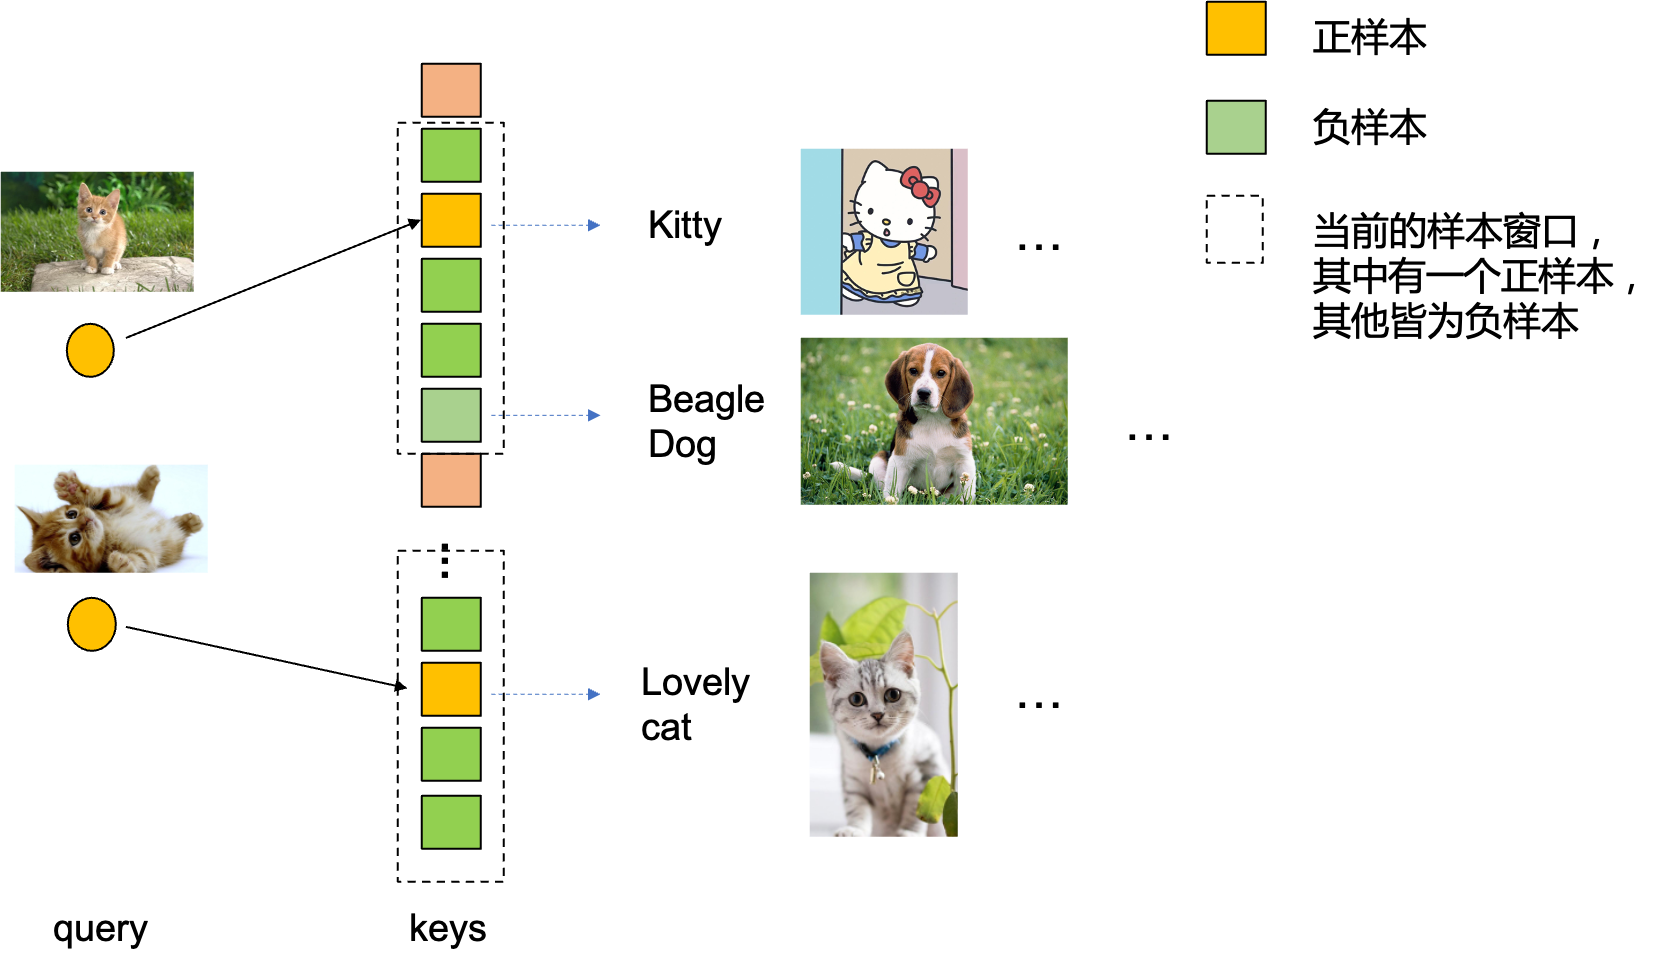 正样本
负样本
当前的样本窗口，
其中有一个正样本，
其他皆为负样本
Kitty
...
Beagle
Dog
...
Lovely
cat
...
query
keys